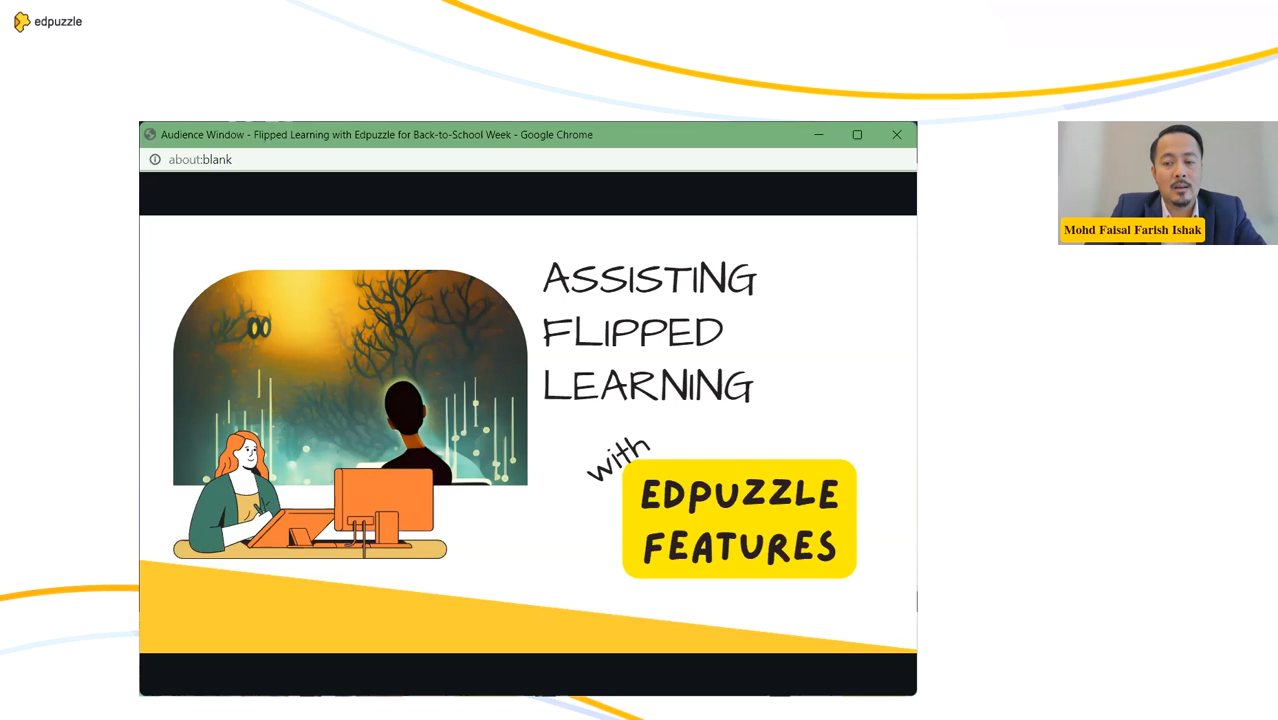 edpuzzle
Audience Window - Flipped Learning with Edpuzzle for Back-to-School Week - Google Chrome
about:blank
Mohd Faisal Farish Ishak
ASSISTING
FLIPPED
LEARNING
with
EDPUZZLE
FEATURES